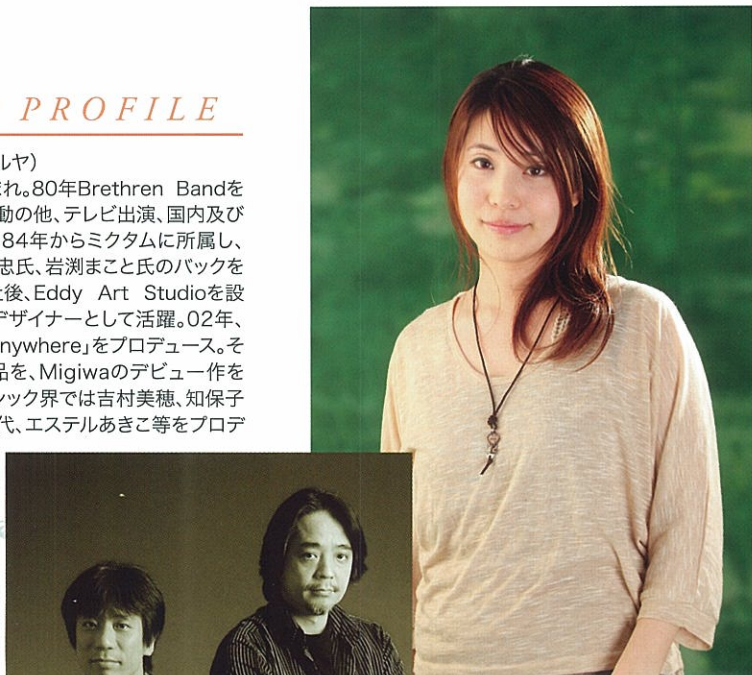 PROFILE
ルヤ)
まれ。80年Brethren Bandを
動の他、テレビ出演、国内及び
84年からミクタムに所属し、
忠氏、岩渕まこと氏のバックを
後、Eddy Art Studioを設
デザイナーとして活躍。02年、
nywhere」をプロデュース。そ
品を、Migiwaのデビュー作を
ック界では吉村美穂、知保子
代、エステルあきこ等をプロデ